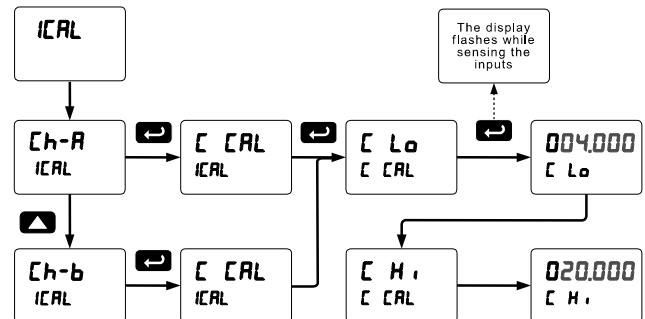 ICAL
The display
flashes while
sensing the
inputs
Ch-A
ICAL
C CAL
ICAL
C Lo
C CAL
004.000
C Lo
Ch-b
ICAL
C CAL
ICAL
C Hi
C CAL
020.000
C Hi